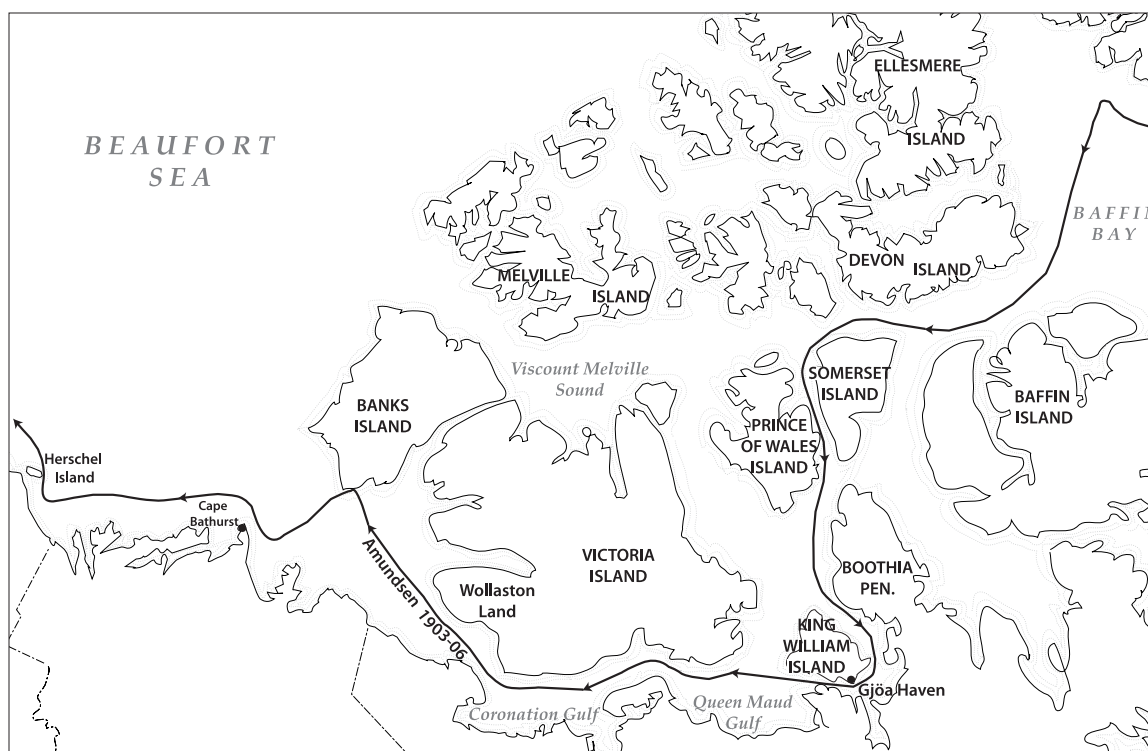 ELLESMERE
ISLAND
BEAUFORT
SEA
BAFFIN
BAY
DEVON
ISLAND
MELVILLE
ISLAND
Viscount Melville
Sound
SOMERSET
ISLAND
BAFFIN
ISLAND
BANKS
ISLAND
PRINCE
OF WALES
ISLAND
Herschel
Island
Cape
Bathurst
Amundsen 1903-06
VICTORIA
ISLAND
BOOTHIA
PEN.
Wollaston
Land
KING
WILLIAM
ISLAND
Gjöa Haven
Queen Maud
Gulf
Coronation Gulf